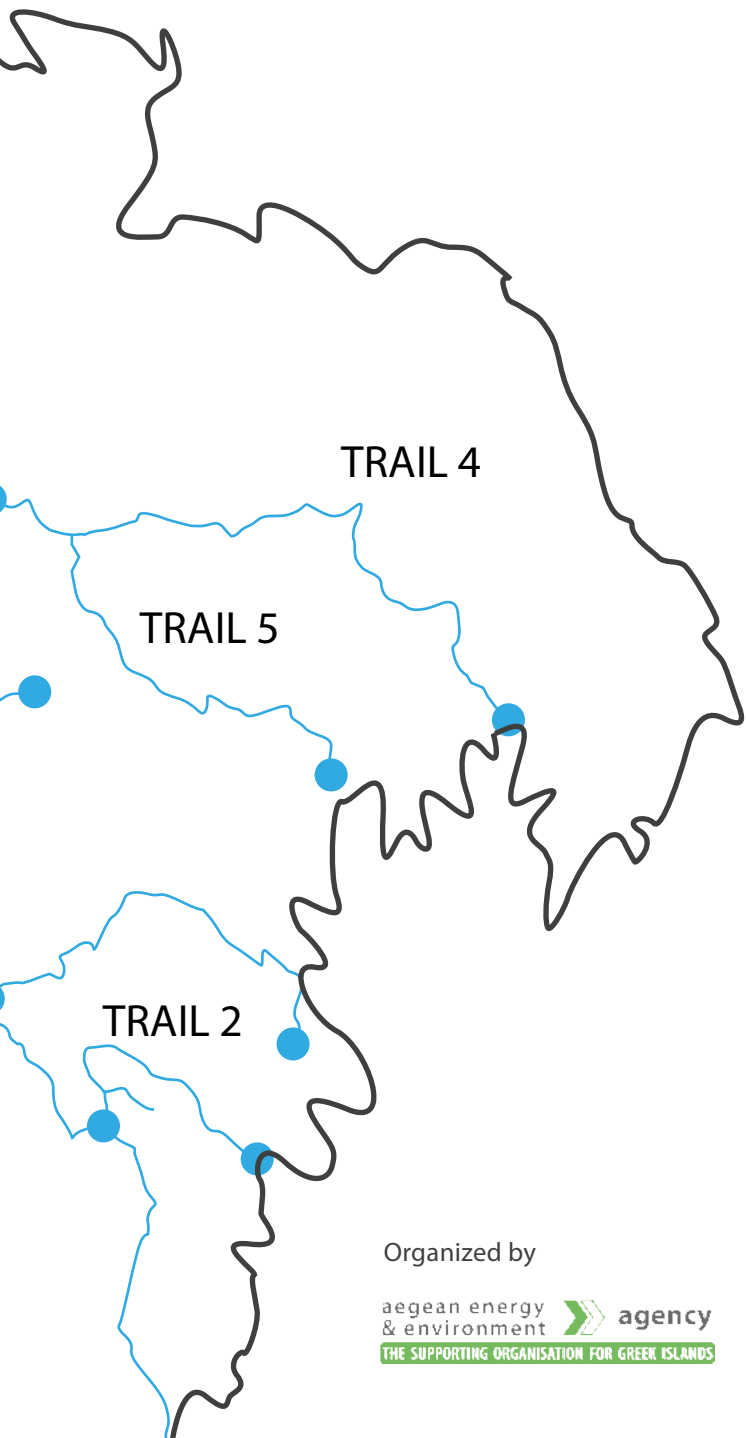 TRAIL 4
TRAIL 5
TRAIL 2
Organized by
aegean energy
& environment
agency
THE SUPPORTING ORGANISATION FOR GREEK ISLANDS